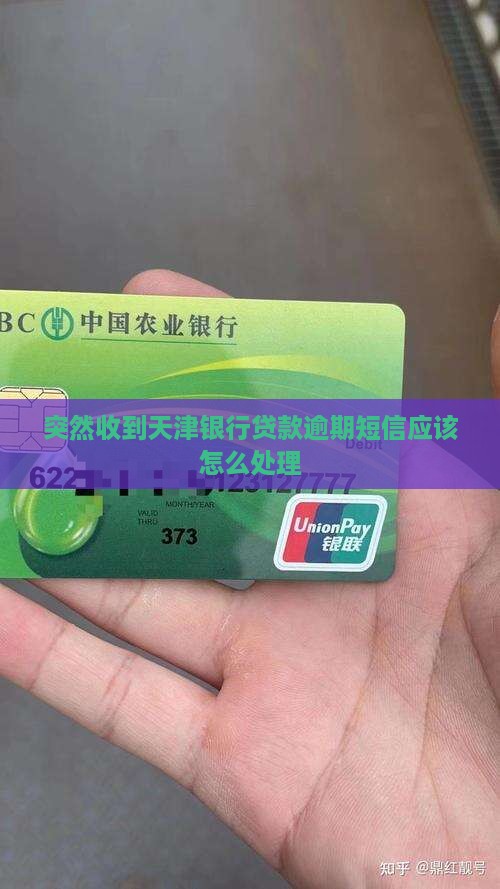 BC 中国农业银行
突然收到天津银行贷款逾期短信应该
怎么处理
Debit
622
123127777
MONTH/YEAR
VALID
THRU
373
UnionPay
银联
知乎 @鼎红靓号